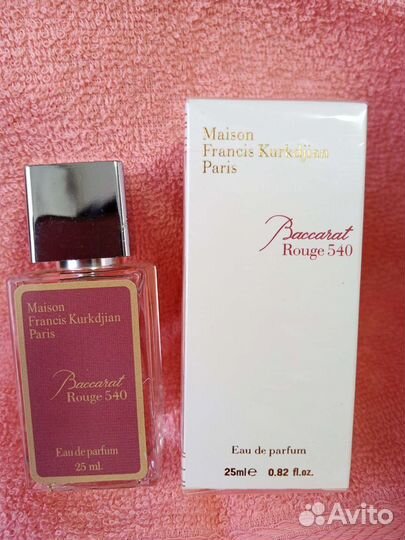 Maison
Francis Kurkdjian
Paris
Baccarat
Rouge 540
Eau de parfum
25 ml.
Maison
Francis Kurkdjian
Paris
Baccarat
Rouge 540
Eau de parfum
25ml℮ 0.82 fl.oz.
Avito